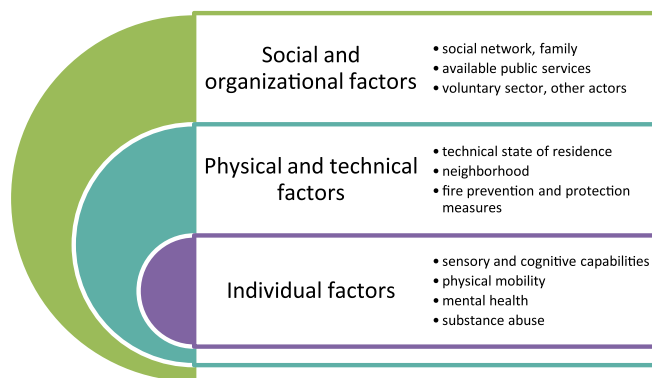 Social and
organizational factors
• social network, family
• available public services
• voluntary sector, other actors
Physical and technical
factors
• technical state of residence
• neighborhood
• fire prevention and protection
measures
Individual factors
• sensory and cognitive capabilities
• physical mobility
• mental health
• substance abuse